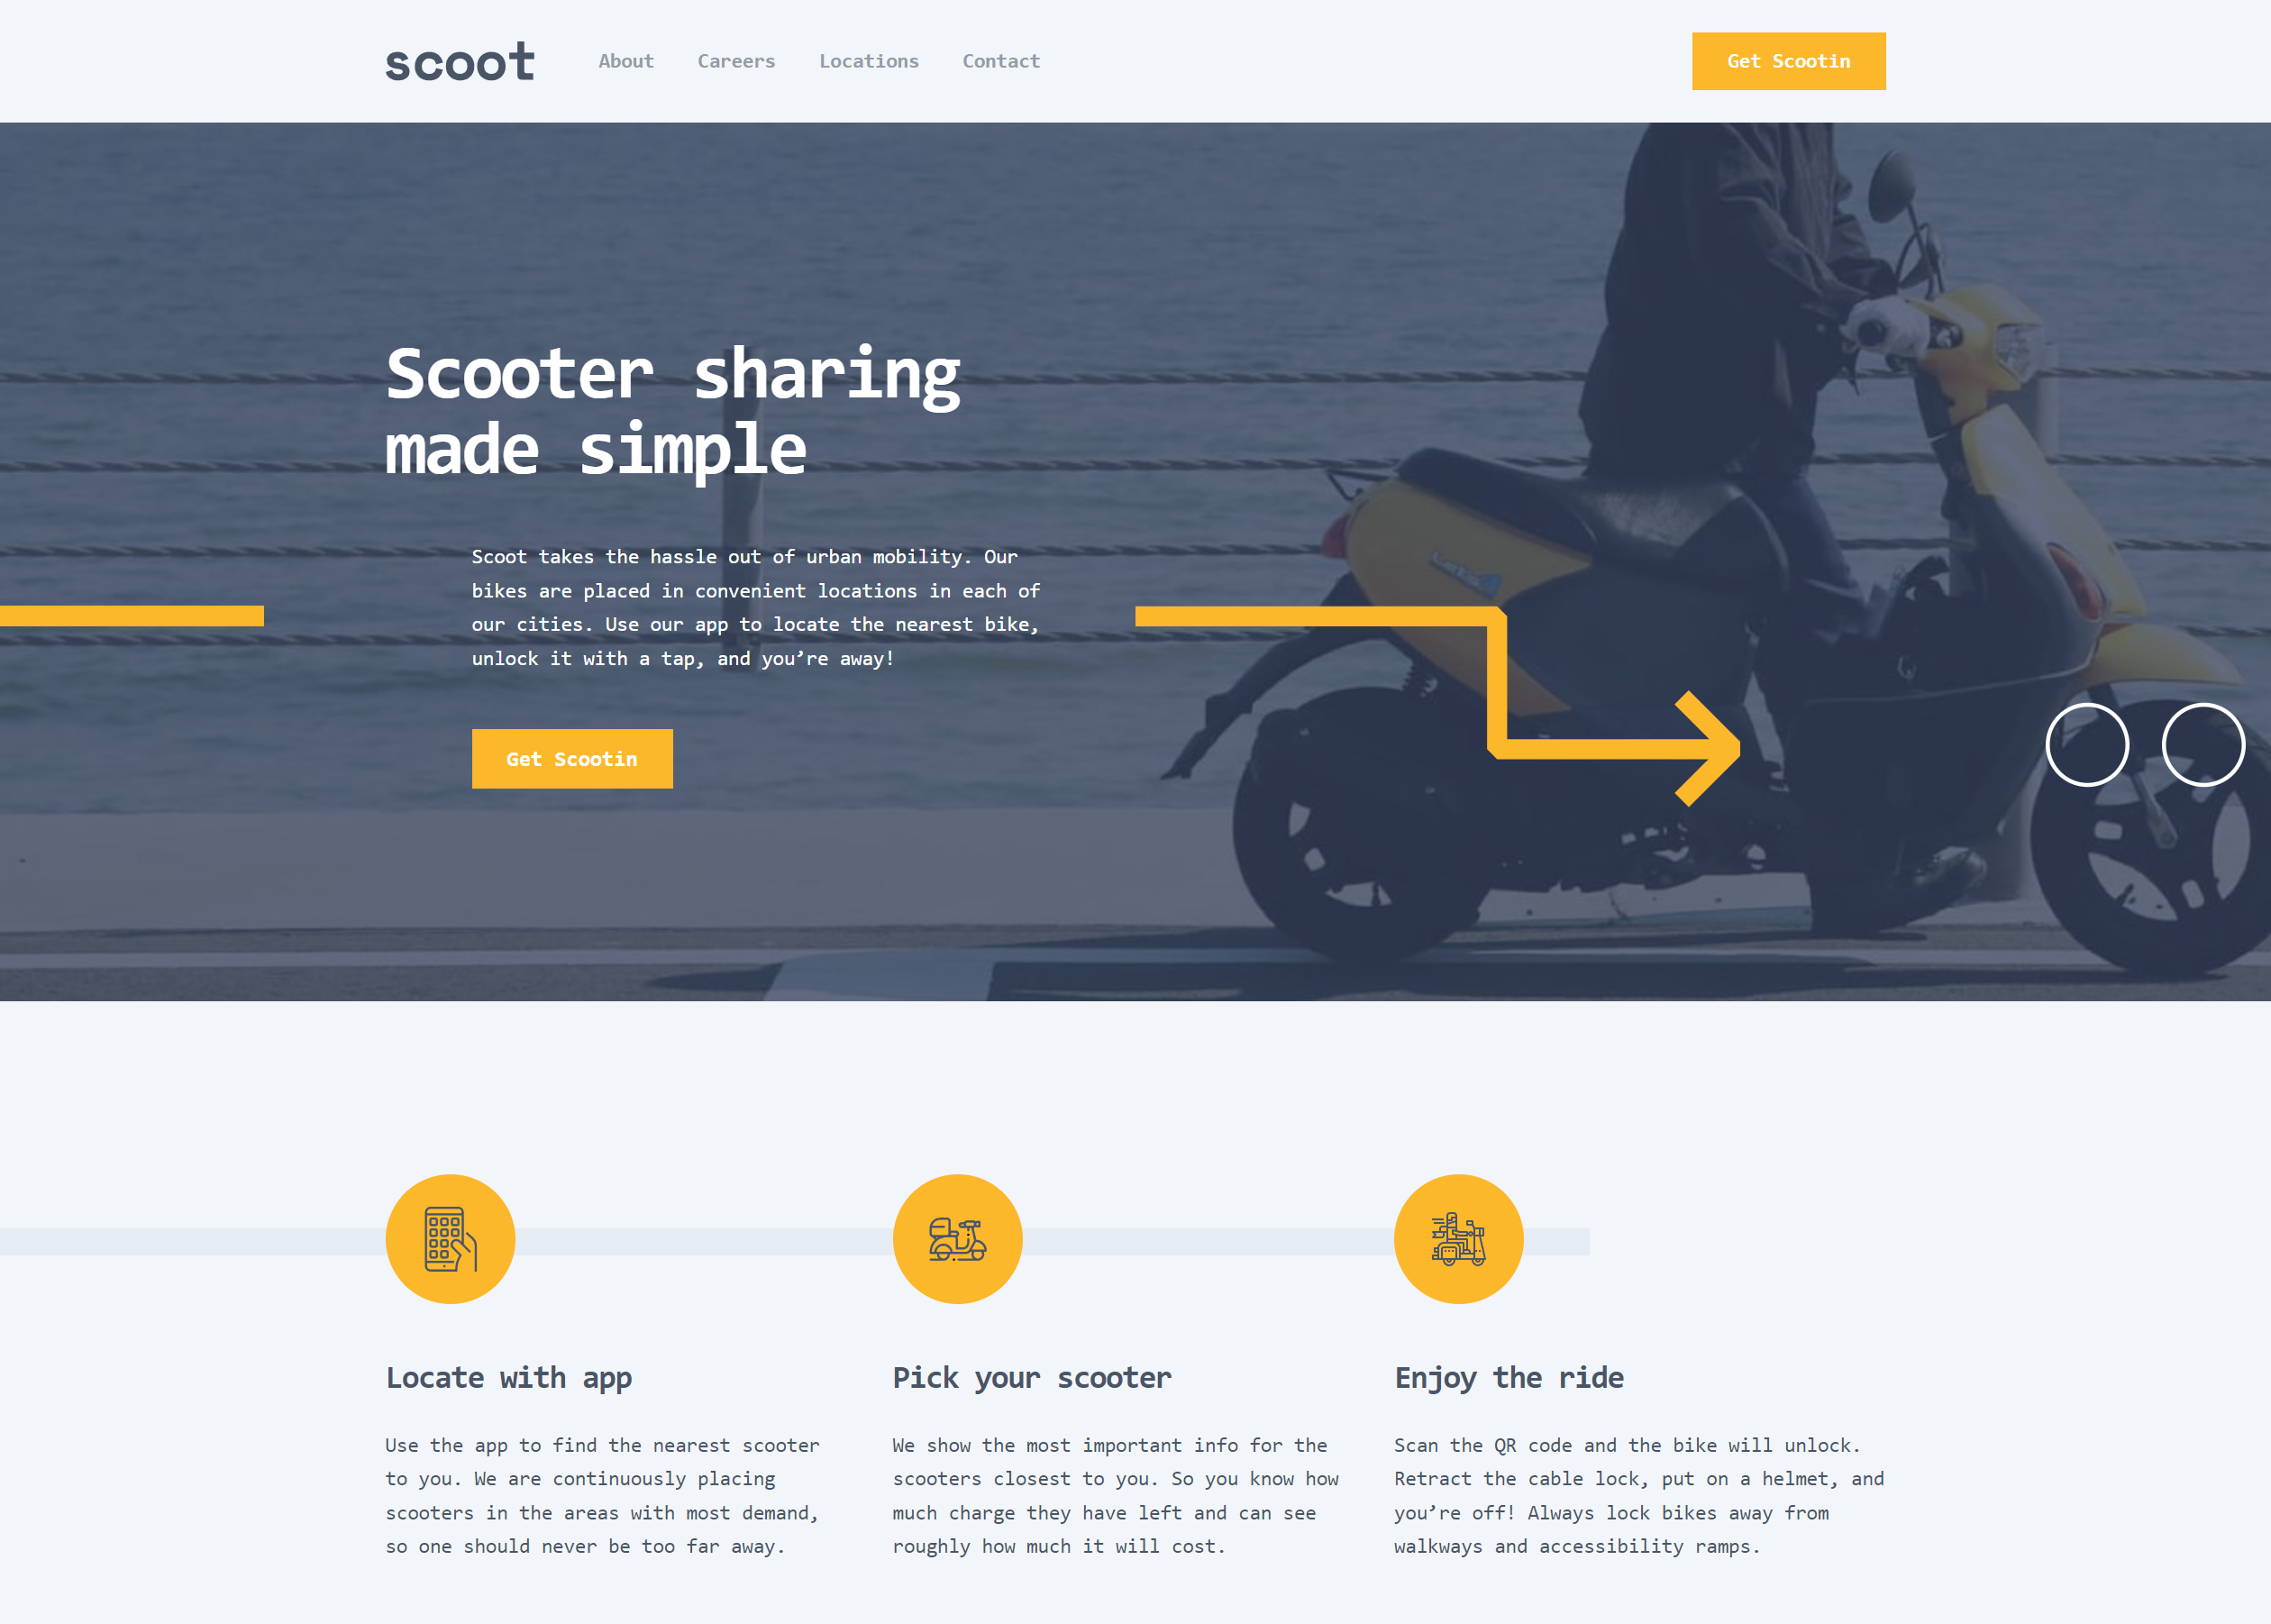 scoot
About Careers Locations Contact
Get Scootin
Scooter sharing
made simple
Scoot takes the hassle out of urban mobility. Our
bikes are placed in convenient locations in each of
our cities. Use our app to locate the nearest bike,
unlock it with a tap, and you’re away!
Get Scootin
Locate with app
Use the app to find the nearest scooter
to you. We are continuously placing
scooters in the areas with most demand,
so one should never be too far away.
Pick your scooter
We show the most important info for the
scooters closest to you. So you know how
much charge they have left and can see
roughly how much it will cost.
Enjoy the ride
Scan the QR code and the bike will unlock.
Retract the cable lock, put on a helmet, and
you’re off! Always lock bikes away from
walkways and accessibility ramps.